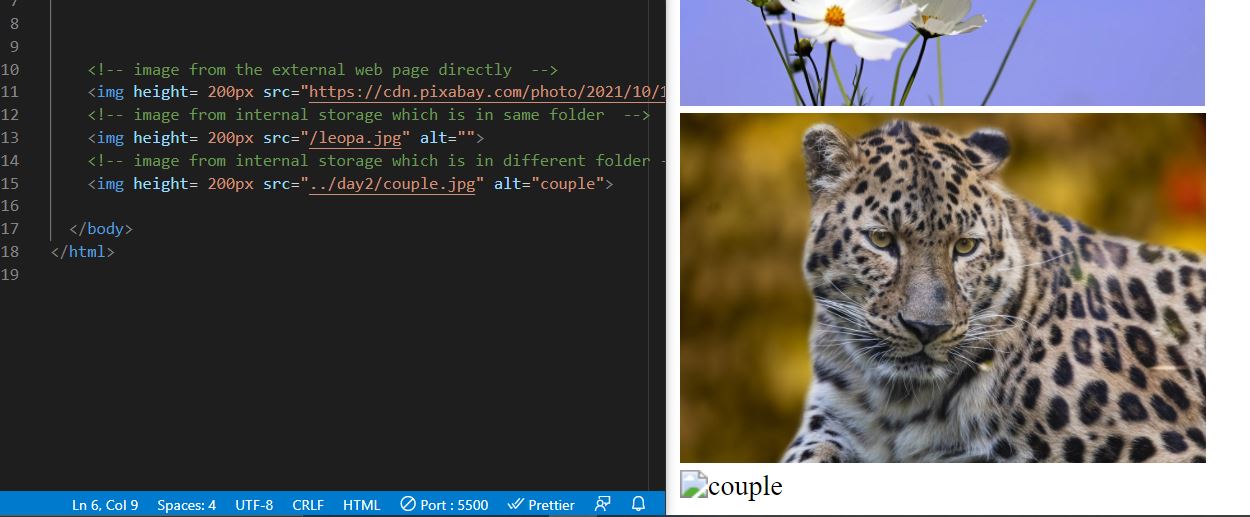 7
8
9
10 <!-- image from the external web page directly  -->
11 <img height= 200px src="https://cdn.pixabay.com/photo/2021/10/1
12 <!-- image from internal storage which is in same folder  -->
13 <img height= 200px src="/leopa.jpg" alt="">
14 <!-- image from internal storage which is in different folder -
15 <img height= 200px src="../day2/couple.jpg" alt="couple">
16
17 </body>
18 </html>
19
couple
Ln 6, Col 9 Spaces: 4 UTF-8 CRLF HTML Port : 5500 Prettier